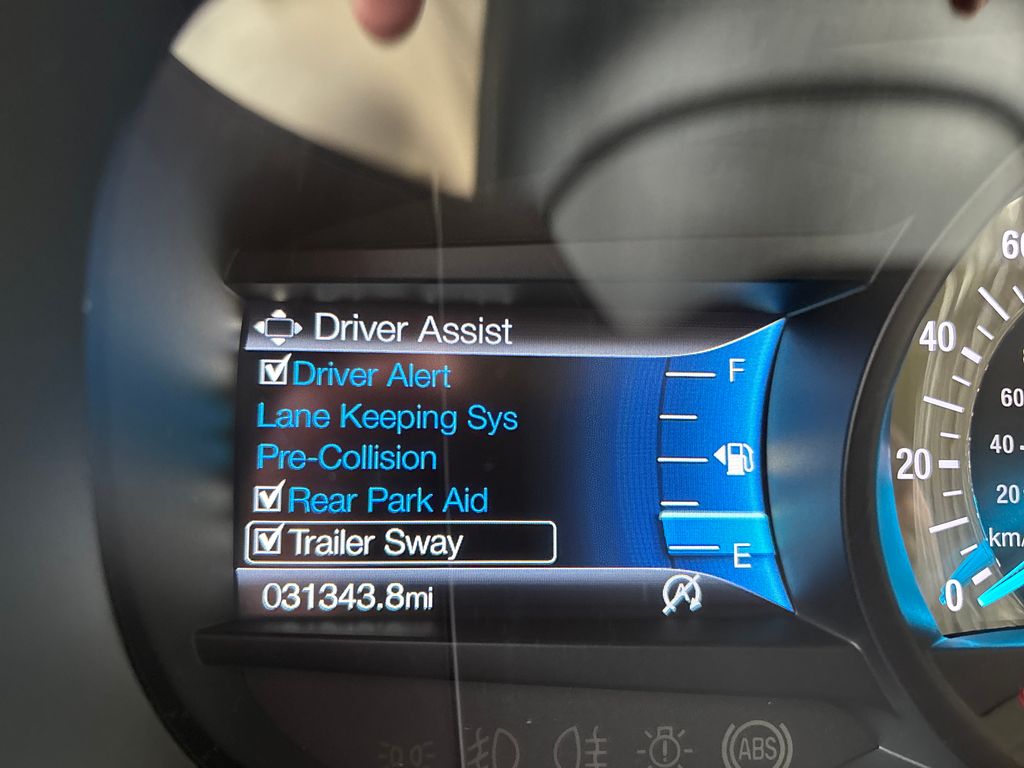 Driver Assist
Driver Alert
Lane Keeping Sys
Pre-Collision
Rear Park Aid
Trailer Sway
031343.8mi
F
E
60
40
20
0
60
40
20
km/
ABS